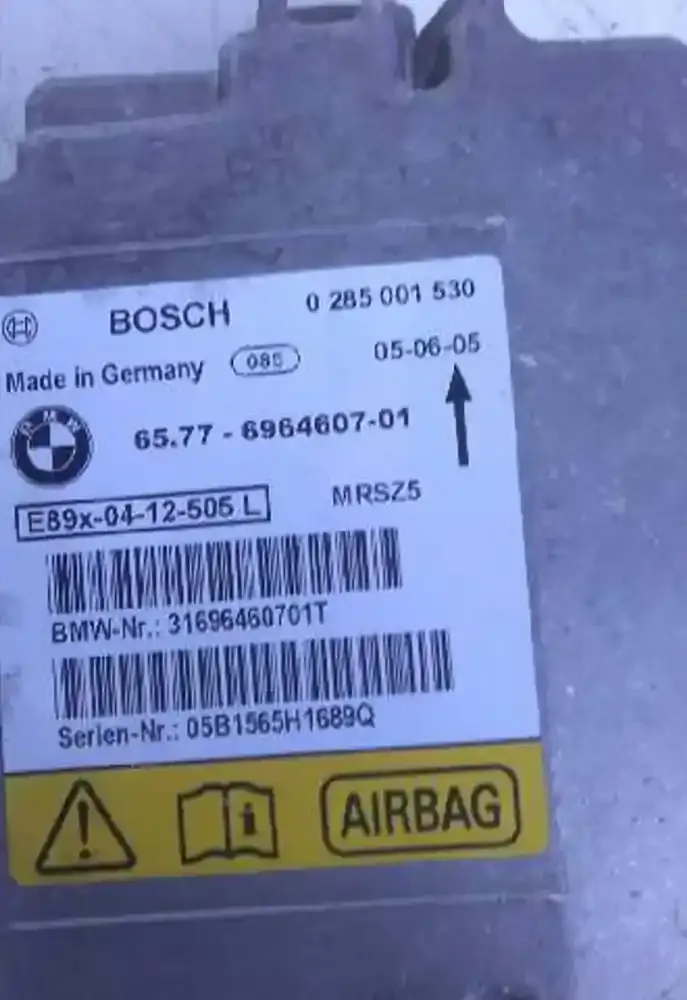 BOSCH 0 285 001 530
Made in Germany 085 05-06-05
BMW
65.77 - 6964607-01
E89x-04-12-505 L MRSZ5
BMW-Nr.: 31696460701T
Serien-Nr.: 05B1565H1689Q
AIRBAG